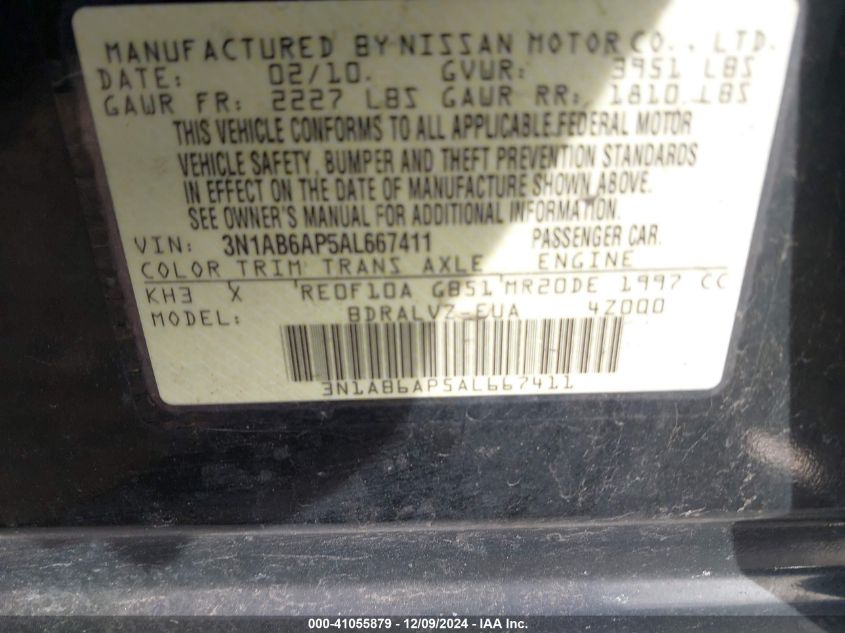 MANUFACTURED BY NISSAN MOTOR CO., LTD.
DATE: 02/10. GVWR: 3951 LBS
GAWR FR: 2227 LBS GAWR RR: 1810 LBS
THIS VEHICLE CONFORMS TO ALL APPLICABLE.FEDERAL MOTOR
VEHICLE SAFETY, BUMPER AND THEFT PREVENTION STANDARDS
IN EFFECT ON THE DATE OF MANUFACTURE SHOWN ABOVE.
SEE OWNER'S MANUAL FOR ADDITIONAL INFORMATION.
VIN: 3N1AB6AP5AL667411 PASSENGER CAR.
COLOR TRIM TRANS AXLE ENGINE
KH3 X RE0F10A GB51 MR20DE 1997 CC
MODEL: BDRALVZ-EUA 4Z000
3N1AB6AP5AL667411
000-41055879 - 12/09/2024 - IAA Inc.